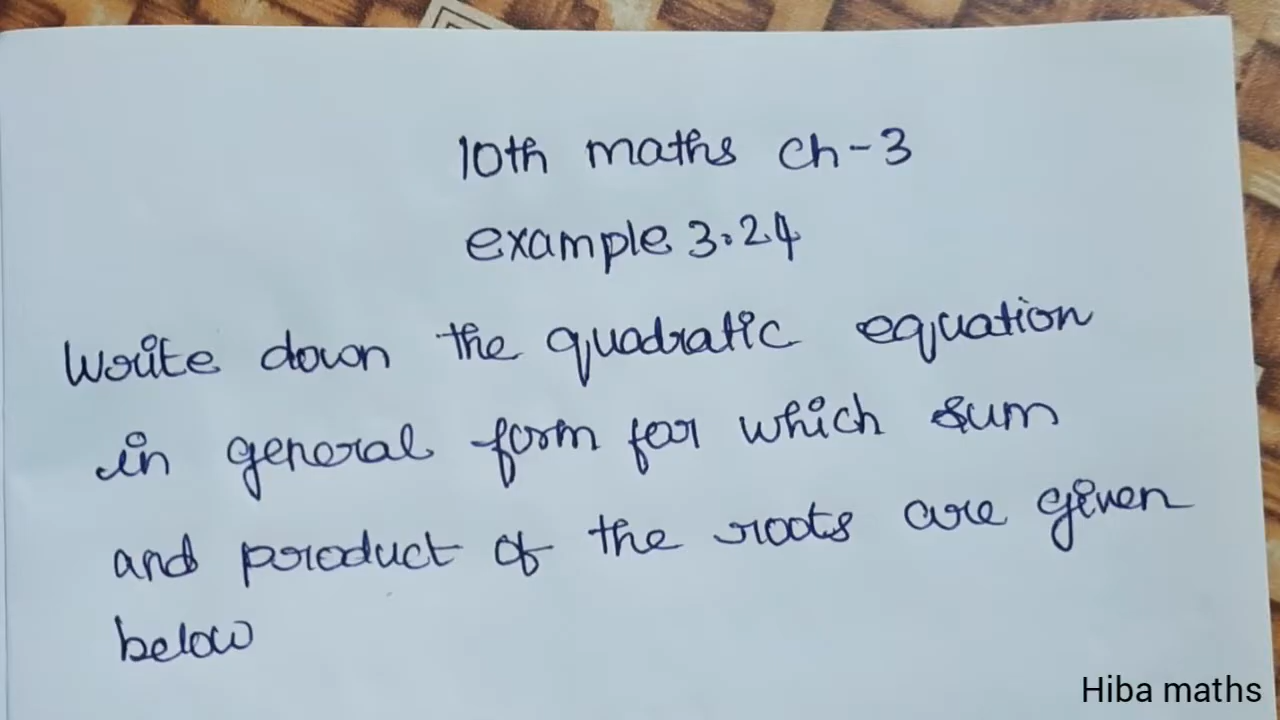 10th maths ch-3
example 3.24
Write down the quadratic equation
in general form for which sum
and product of the roots are given
below
Hiba maths